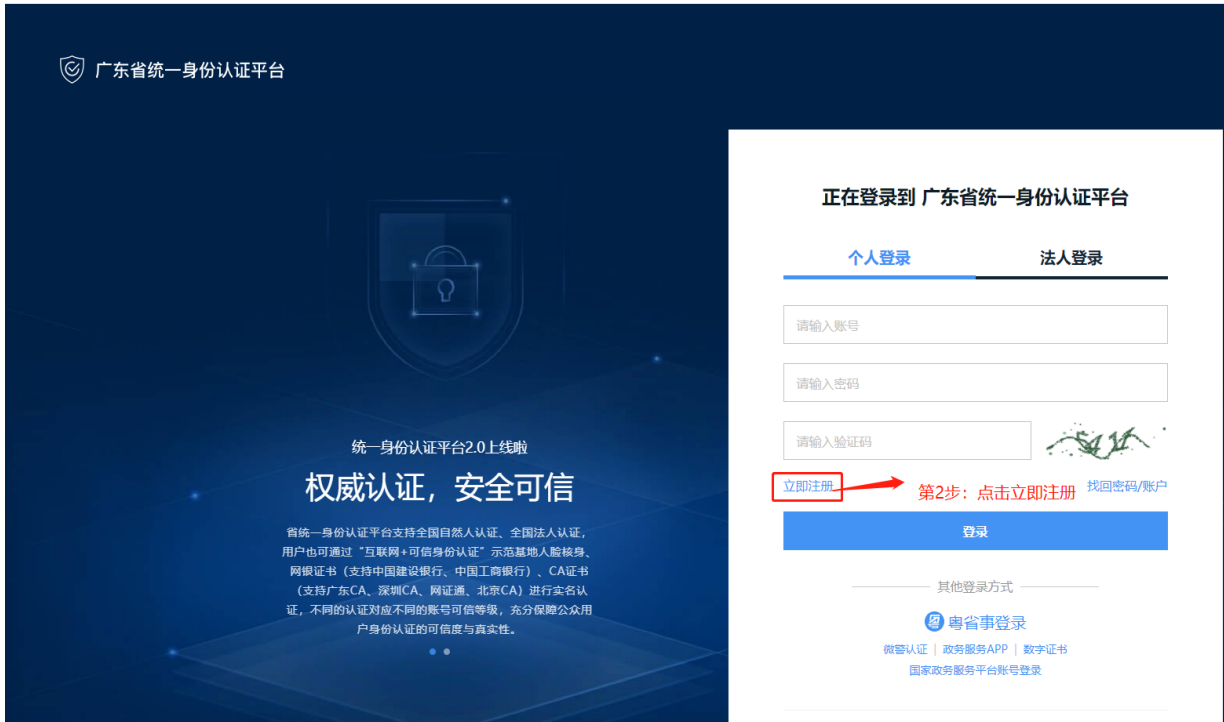 广东省统一身份认证平台
正在登录到 广东省统一身份认证平台
个人登录 法人登录
请输入账号
请输入密码
请输入验证码
立即注册 第2步：点击立即注册 找回密码/账户
登录
其他登录方式
粤省事登录
微警认证 | 政务服务APP | 数字证书
国家政务服务平台账号登录
统一身份认证平台2.0上线啦
权威认证，安全可信
省统一身份认证平台支持全国自然人认证、全国法人认证，
用户也可通过“互联网+可信身份认证”示范基地人脸核身、
网银证书（支持中国建设银行、中国工商银行）、CA证书
（支持广东CA、深圳CA、网证通、北京CA）进行实名认
证，不同的认证对应不同的账号可信等级，充分保障公众用
户身份认证的可信度与真实性。